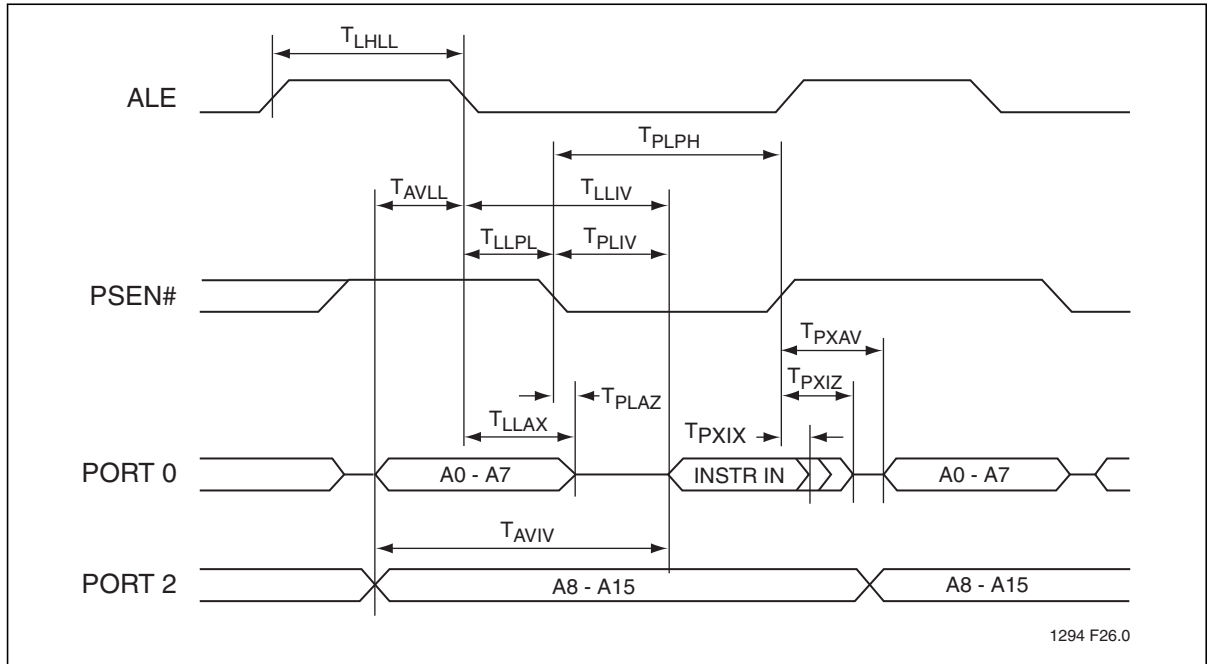 TLHLL
ALE
TPLPH
TAVLL TLLIV
TLLPL TPLIV
PSEN#
TPXAV
TPXIZ
TPLAZ
TLLAX
TPXIX
PORT 0 A0 - A7 INSTR IN A0 - A7
TAVIV
PORT 2 A8 - A15 A8 - A15
1294 F26.0